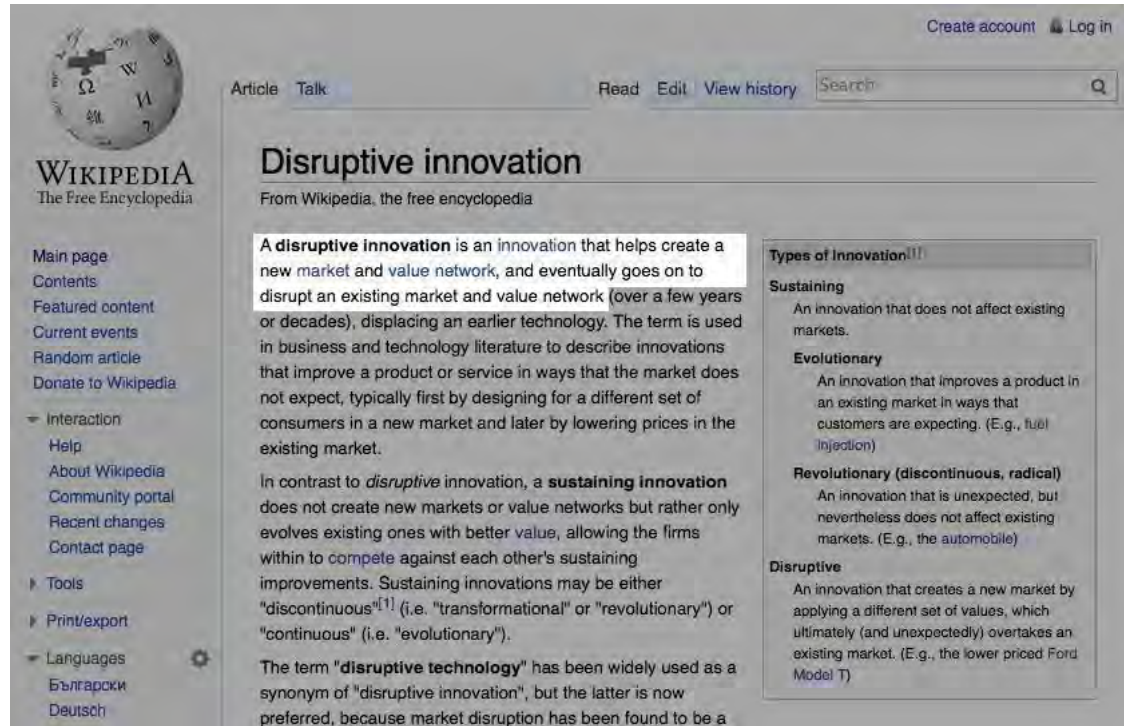 Create account Log in
Article Talk Read Edit View history Search
Ω W И 7
WIKIPEDIA
The Free Encyclopedia
Main page
Contents
Featured content
Current events
Random article
Donate to Wikipedia
Interaction
Help
About Wikipedia
Community portal
Recent changes
Contact page
Tools
Print/export
Languages
Български
Deutsch
Disruptive innovation
From Wikipedia, the free encyclopedia
A disruptive innovation is an innovation that helps create a
new market and value network, and eventually goes on to
disrupt an existing market and value network (over a few years
or decades), displacing an earlier technology. The term is used
in business and technology literature to describe innovations
that improve a product or service in ways that the market does
not expect, typically first by designing for a different set of
consumers in a new market and later by lowering prices in the
existing market.
In contrast to disruptive innovation, a sustaining innovation
does not create new markets or value networks but rather only
evolves existing ones with better value, allowing the firms
within to compete against each other's sustaining
improvements. Sustaining innovations may be either
"discontinuous"[1] (i.e. "transformational" or "revolutionary") or
"continuous" (i.e. "evolutionary").
The term "disruptive technology" has been widely used as a
synonym of "disruptive innovation", but the latter is now
preferred, because market disruption has been found to be a
Types of Innovation[1]
Sustaining
An innovation that does not affect existing
markets.
Evolutionary
An innovation that improves a product in
an existing market in ways that
customers are expecting. (E.g., fuel
injection)
Revolutionary (discontinuous, radical)
An innovation that is unexpected, but
nevertheless does not affect existing
markets. (E.g., the automobile)
Disruptive
An innovation that creates a new market by
applying a different set of values, which
ultimately (and unexpectedly) overtakes an
existing market. (E.g., the lower priced Ford
Model T)